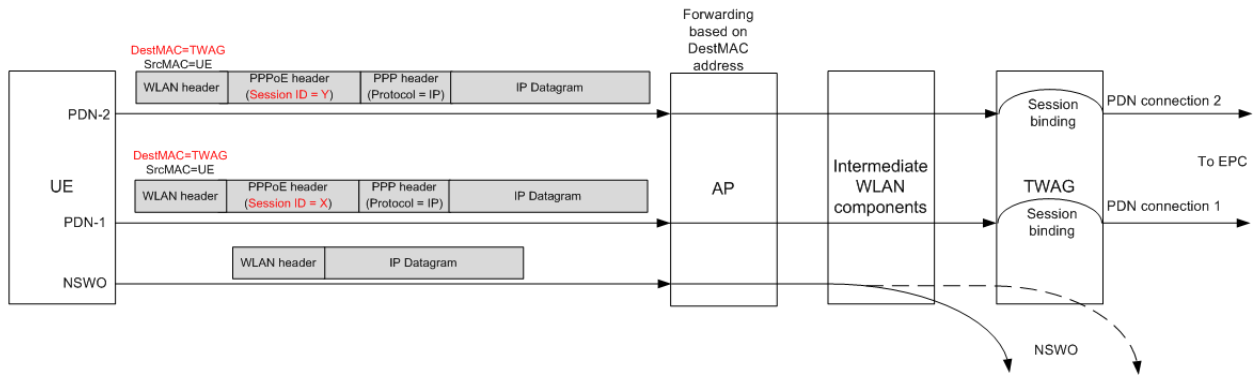 Forwarding
based on
DestMAC
address
DestMAC=TWAG
SrcMAC=UE
WLAN header
PPPoE header
(Session ID = Y)
PPP header
(Protocol = IP)
IP Datagram
PDN-2
Session
binding
PDN connection 2
DestMAC=TWAG
SrcMAC=UE
WLAN header
PPPoE header
(Session ID = X)
PPP header
(Protocol = IP)
IP Datagram
UE
AP
Intermediate
WLAN
components
TWAG
To EPC
PDN-1
Session
binding
PDN connection 1
WLAN header
IP Datagram
NSWO
NSWO